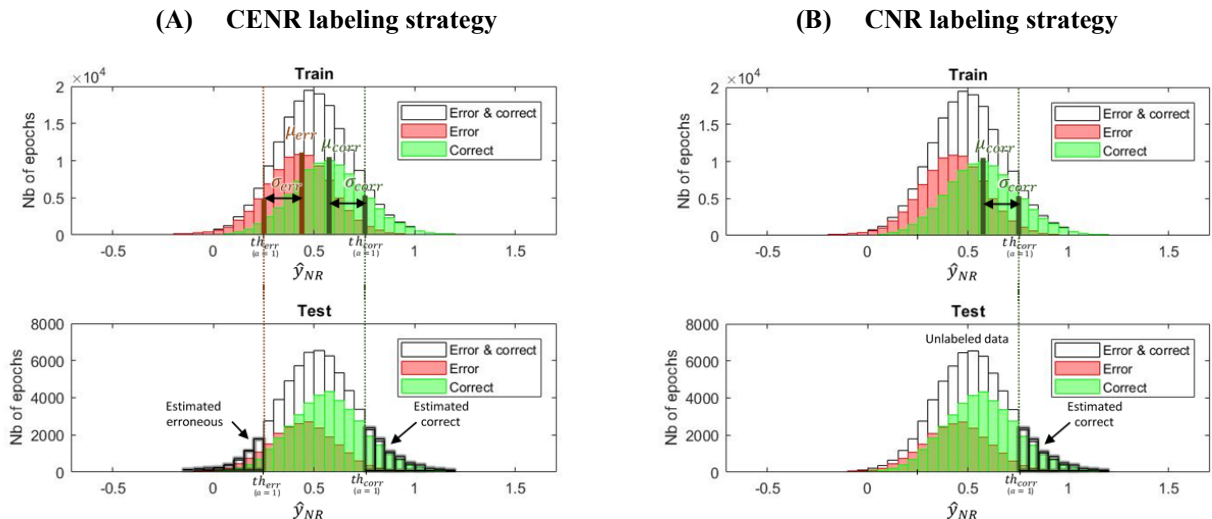 (A) CENR labeling strategy
Train
×10⁴
2
1.5
1
0.5
0
Nb of epochs
Error & correct
Error
Correct
μerr
μcorr
σerr
σcorr
-0.5 0 0.5 1 1.5
therr
(a = 1)
thcorr
(a = 1)
ŷNR
Test
8000
6000
4000
2000
0
Nb of epochs
Error & correct
Error
Correct
Estimated
erroneous
Estimated
correct
-0.5 0 0.5 1 1.5
therr
(a = 1)
thcorr
(a = 1)
ŷNR
(B) CNR labeling strategy
Train
×10⁴
2
1.5
1
0.5
0
Nb of epochs
Error & correct
Error
Correct
μcorr
σcorr
-0.5 0 0.5 1 1.5
thcorr
(a = 1)
ŷNR
Test
8000
6000
4000
2000
0
Nb of epochs
Unlabeled data
Error & correct
Error
Correct
Estimated
correct
-0.5 0 0.5 1 1.5
thcorr
(a = 1)
ŷNR